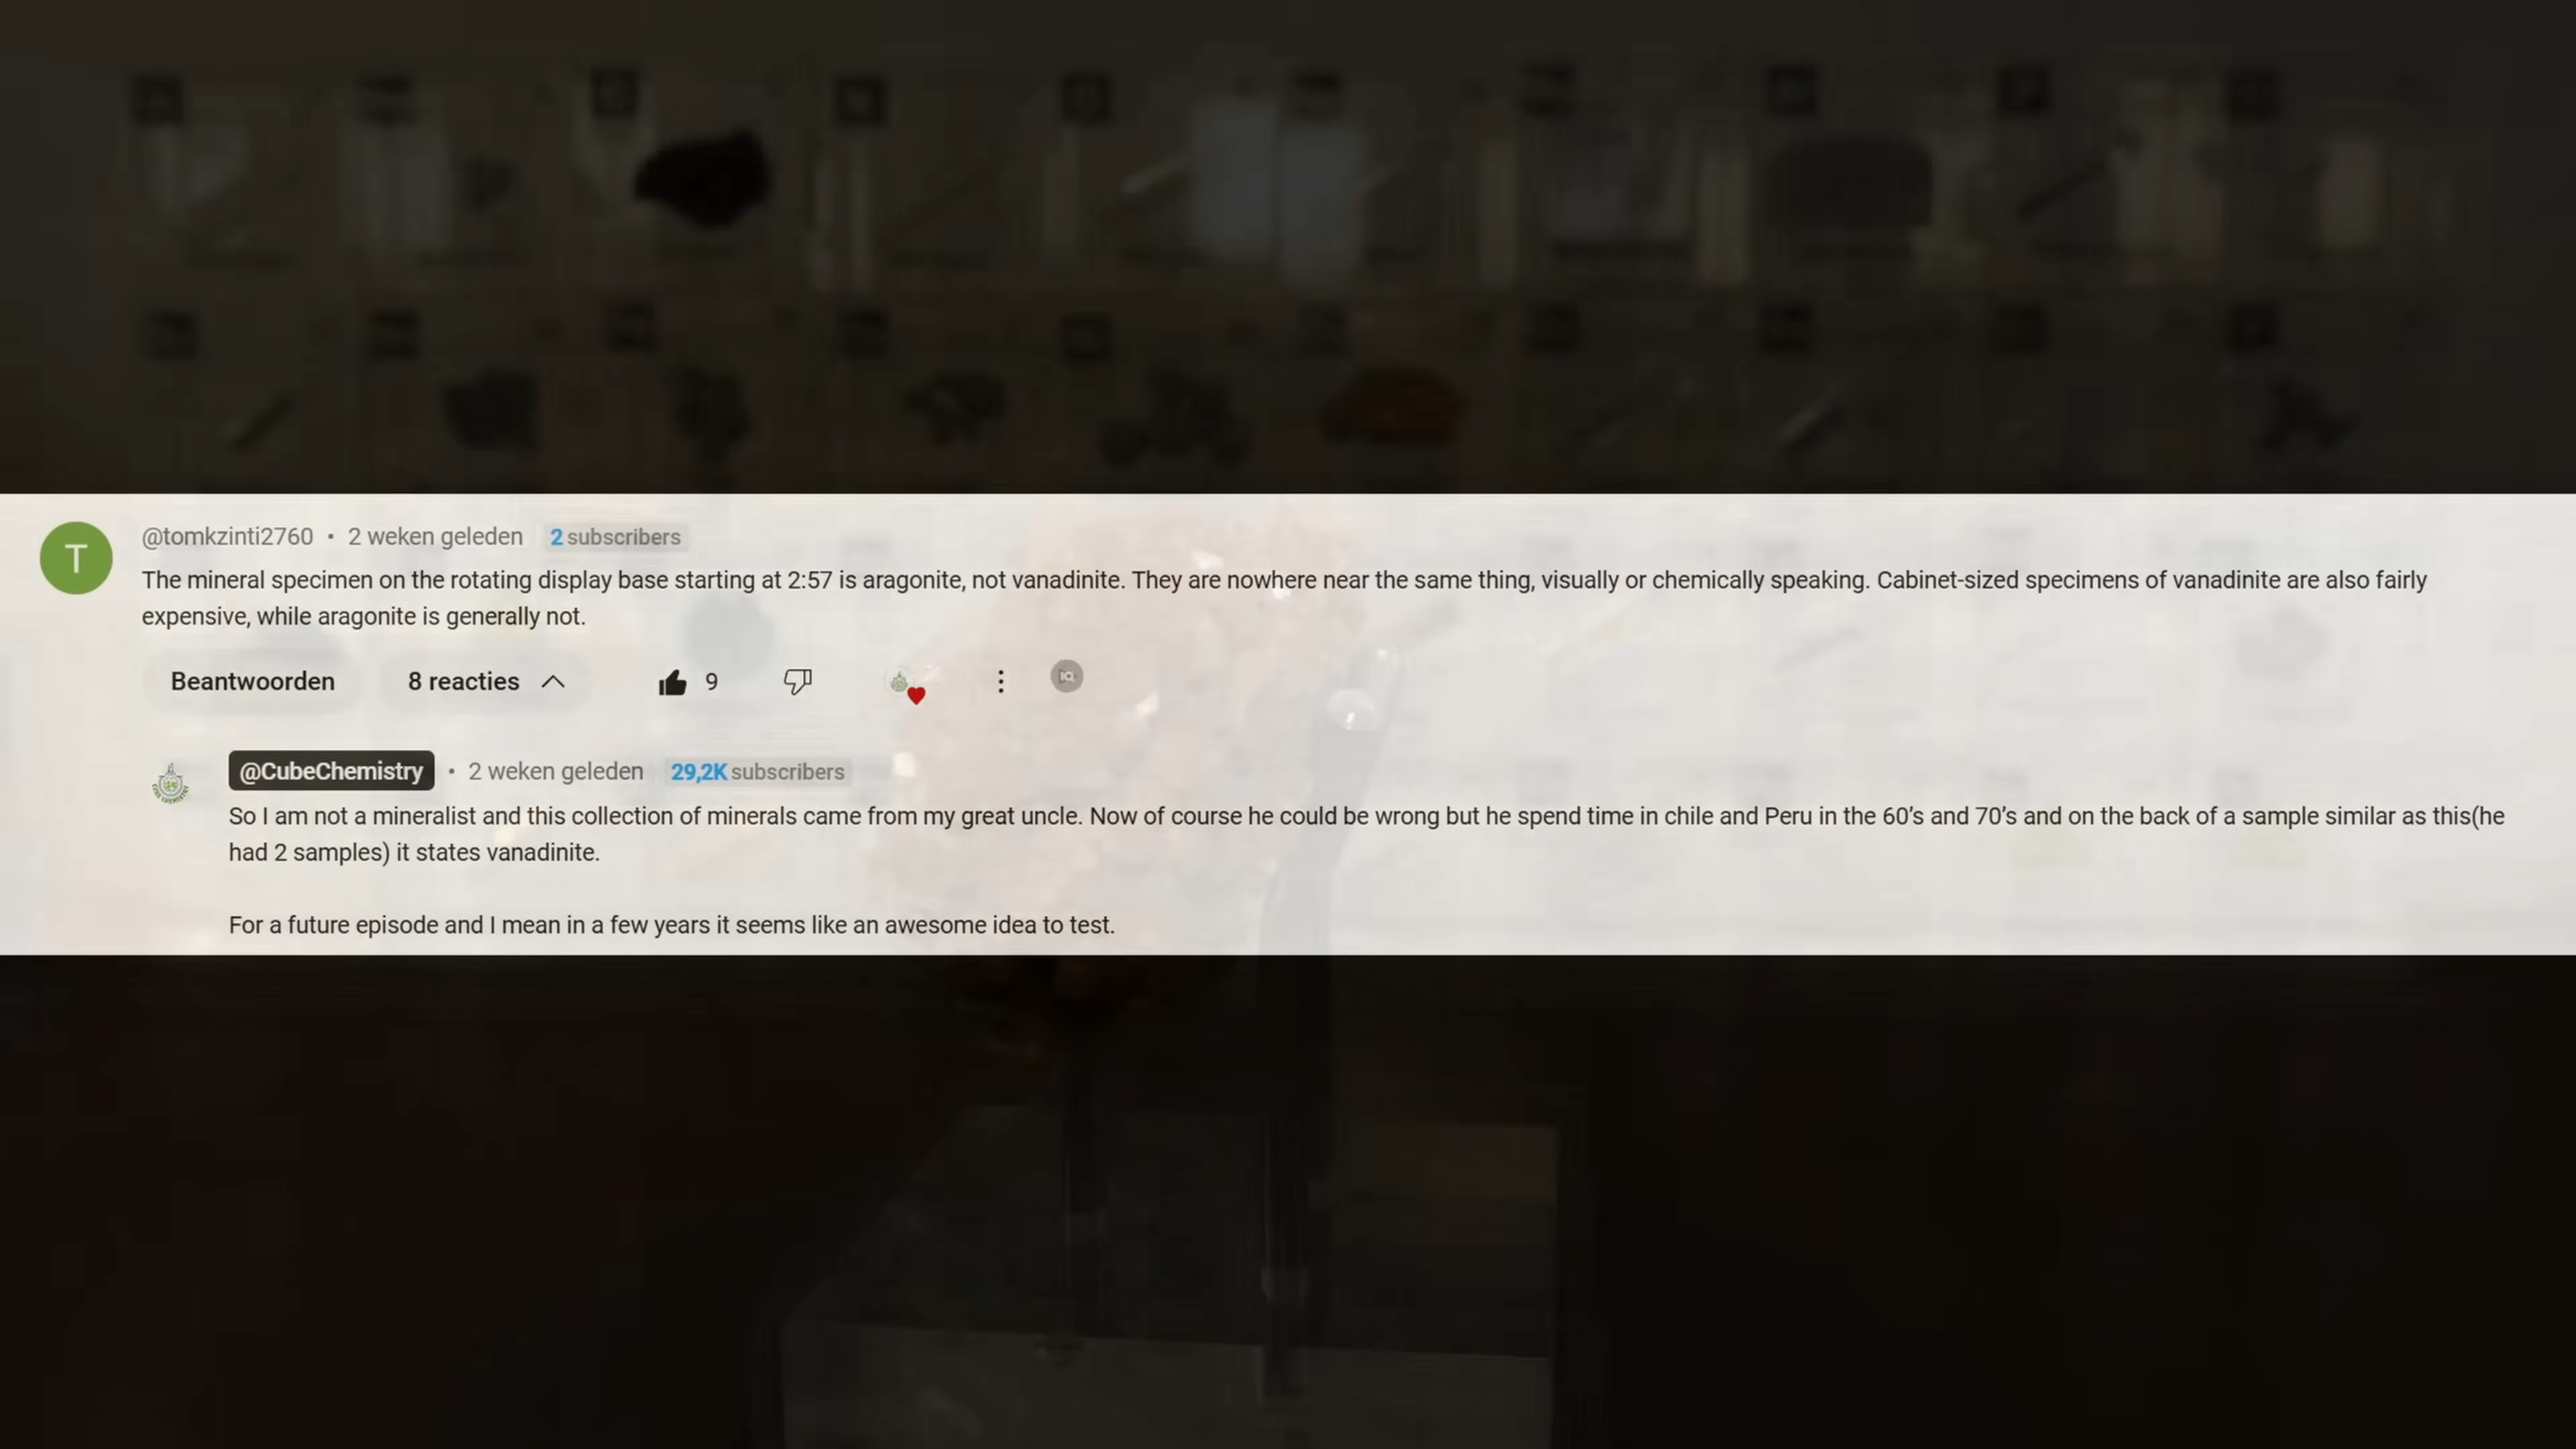 T
@tomkzinti2760 • 2 weken geleden 2 subscribers
The mineral specimen on the rotating display base starting at 2:57 is aragonite, not vanadinite. They are nowhere near the same thing, visually or chemically speaking. Cabinet-sized specimens of vanadinite are also fairly
expensive, while aragonite is generally not.
Beantwoorden 8 reacties 9
@CubeChemistry • 2 weken geleden 29,2K subscribers
So I am not a mineralist and this collection of minerals came from my great uncle. Now of course he could be wrong but he spend time in chile and Peru in the 60’s and 70’s and on the back of a sample similar as this(he
had 2 samples) it states vanadinite.
For a future episode and I mean in a few years it seems like an awesome idea to test.